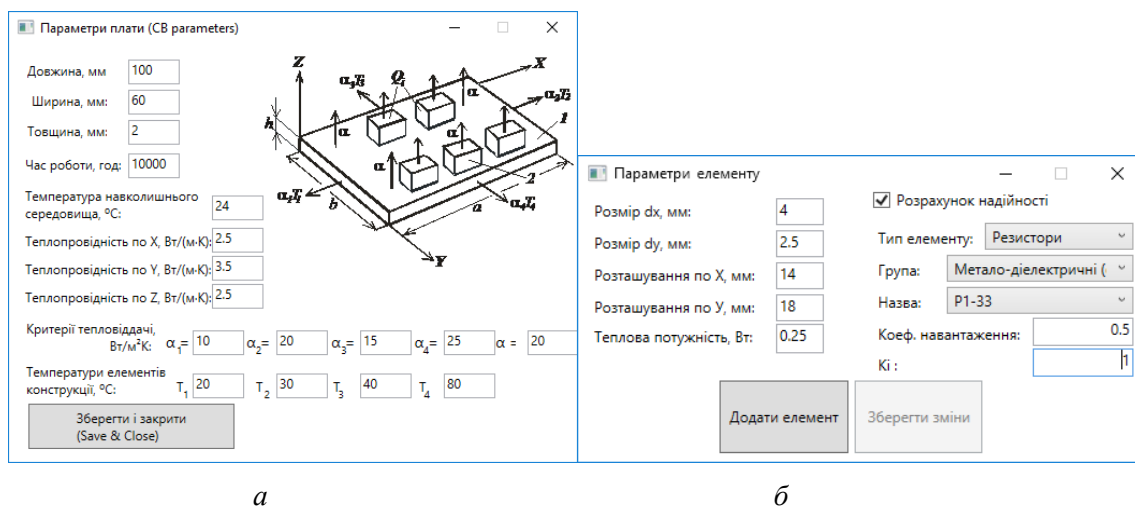 Параметри плати (CB parameters)
Довжина, мм 100
Ширина, мм: 60
Товщина, мм: 2
Час роботи, год: 10000
Температура навколишнього
середовища, ºС: 24
Теплопровідність по X, Вт/(м·К): 2.5
Теплопровідність по Y, Вт/(м·К): 3.5
Теплопровідність по Z, Вт/(м·К): 2.5
Критерії тепловіддачі,
Вт/м²К: α₁= 10 α₂= 20 α₃= 15 α₄= 25 α = 20
Температури елементів
конструкції, ºС: T₁ 20 T₂ 30 T₃ 40 T₄ 80
Зберегти і закрити
(Save & Close)
Z
X
α₃T₃ Qᵢ α
α₂T₂
h α α 1
α
α₁T₁ b 2
a α₄T₄
Y
Параметри елементу
Розмір dx, мм: 4
Розмір dy, мм: 2.5
Розташування по X, мм: 14
Розташування по У, мм: 18
Теплова потужність, Вт: 0.25
Розрахунок надійності
Тип елементу: Резистори
Група: Метало-діелектричні (
Назва: Р1-33
Коеф. навантаження: 0.5
Кі : 1
Додати елемент
Зберегти зміни
а б